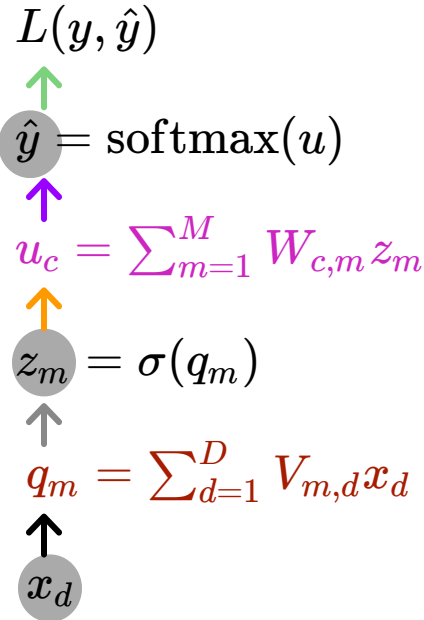 L(y, ŷ)
ŷ = softmax(u)
u_c = ∑_{m=1}^{M} W_{c,m} z_m
z_m = σ(q_m)
q_m = ∑_{d=1}^{D} V_{m,d} x_d
x_d